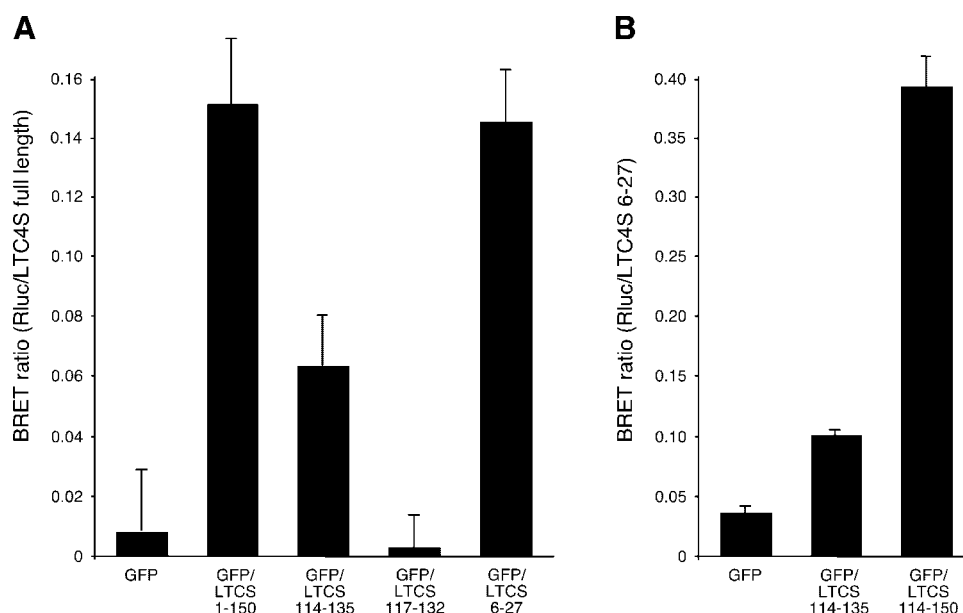 A
BRET ratio (Rluc/LTC4S full length)
0.16
0.14
0.12
0.10
0.08
0.06
0.04
0.02
0
GFP
GFP/
LTCS
1-150
GFP/
LTCS
114-135
GFP/
LTCS
117-132
GFP/
LTCS
6-27
B
BRET ratio (Rluc/LTC4S 6-27)
0.40
0.35
0.30
0.25
0.20
0.15
0.10
0.05
0
GFP
GFP/
LTCS
114-135
GFP/
LTCS
114-150